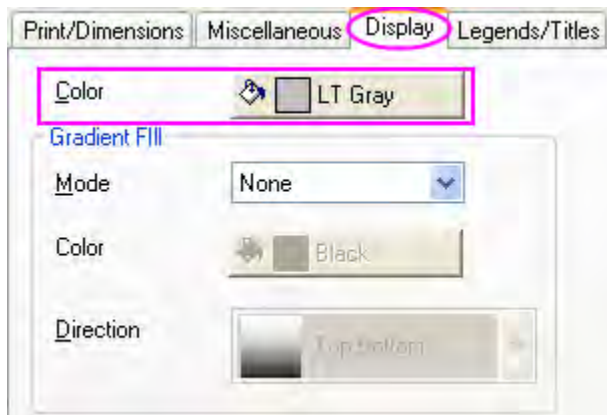 Print/Dimensions Miscellaneous Display Legends/Titles
Color LT Gray
Gradient FIll
Mode None
Color Black
Direction Top Bottom